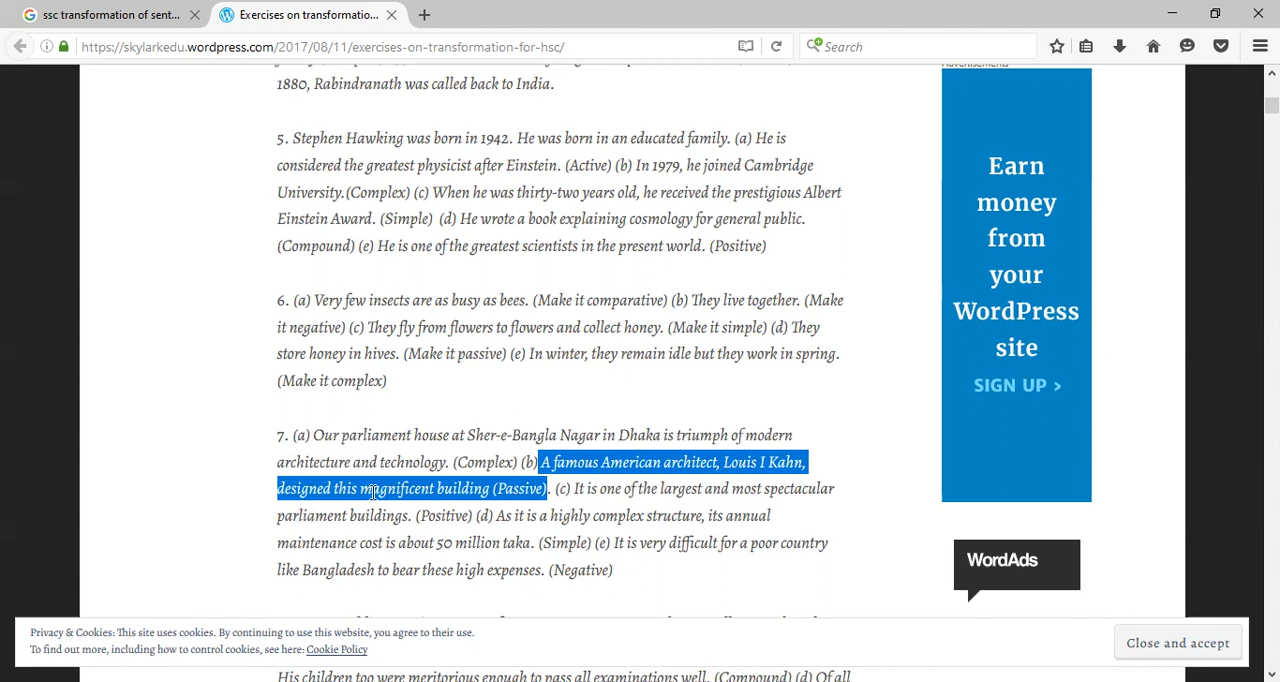 ssc transformation of sent...
Exercises on transformatio...
https://skylarkedu.wordpress.com/2017/08/11/exercises-on-transformation-for-hsc/
Search
Advertisements
1880, Rabindranath was called back to India.
5. Stephen Hawking was born in 1942. He was born in an educated family. (a) He is
considered the greatest physicist after Einstein. (Active) (b) In 1979, he joined Cambridge
University.(Complex) (c) When he was thirty-two years old, he received the prestigious Albert
Einstein Award. (Simple) (d) He wrote a book explaining cosmology for general public.
(Compound) (e) He is one of the greatest scientists in the present world. (Positive)
6. (a) Very few insects are as busy as bees. (Make it comparative) (b) They live together. (Make
it negative) (c) They fly from flowers to flowers and collect honey. (Make it simple) (d) They
store honey in hives. (Make it passive) (e) In winter, they remain idle but they work in spring.
(Make it complex)
7. (a) Our parliament house at Sher-e-Bangla Nagar in Dhaka is triumph of modern
architecture and technology. (Complex) (b) A famous American architect, Louis I Kahn,
designed this magnificent building (Passive). (c) It is one of the largest and most spectacular
parliament buildings. (Positive) (d) As it is a highly complex structure, its annual
maintenance cost is about 50 million taka. (Simple) (e) It is very difficult for a poor country
like Bangladesh to bear these high expenses. (Negative)
Earn
money
from
your
WordPress
site
SIGN UP >
WordAds
Privacy & Cookies: This site uses cookies. By continuing to use this website, you agree to their use.
To find out more, including how to control cookies, see here: Cookie Policy
Close and accept
His children too were meritorious enough to pass all examinations well. (Compound) (d) Of all